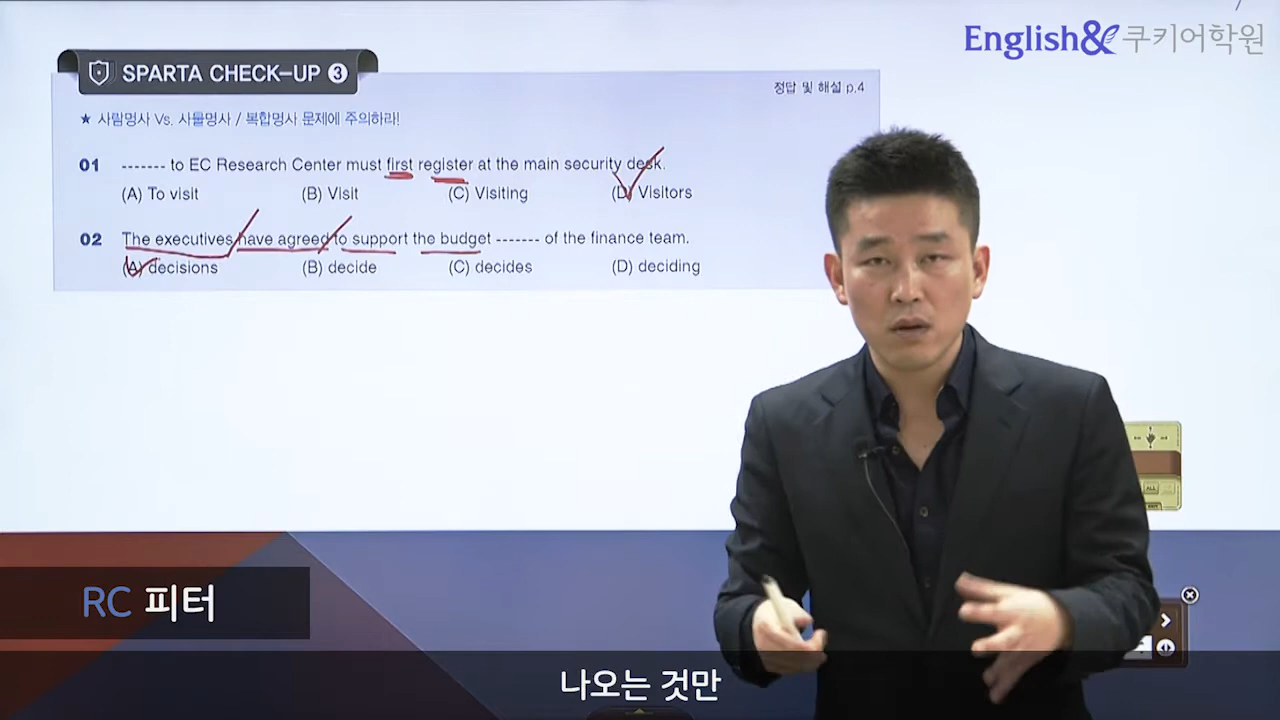 English& 쿠키어학원
SPARTA CHECK-UP 3
정답 및 해설 p.4
★ 사람명사 Vs. 사물명사 / 복합명사 문제에 주의하라!
01 ------- to EC Research Center must first register at the main security desk.
(A) To visit (B) Visit (C) Visiting (D) Visitors
02 The executives have agreed to support the budget ------- of the finance team.
(A) decisions (B) decide (C) decides (D) deciding
RC 피터
나오는 것만